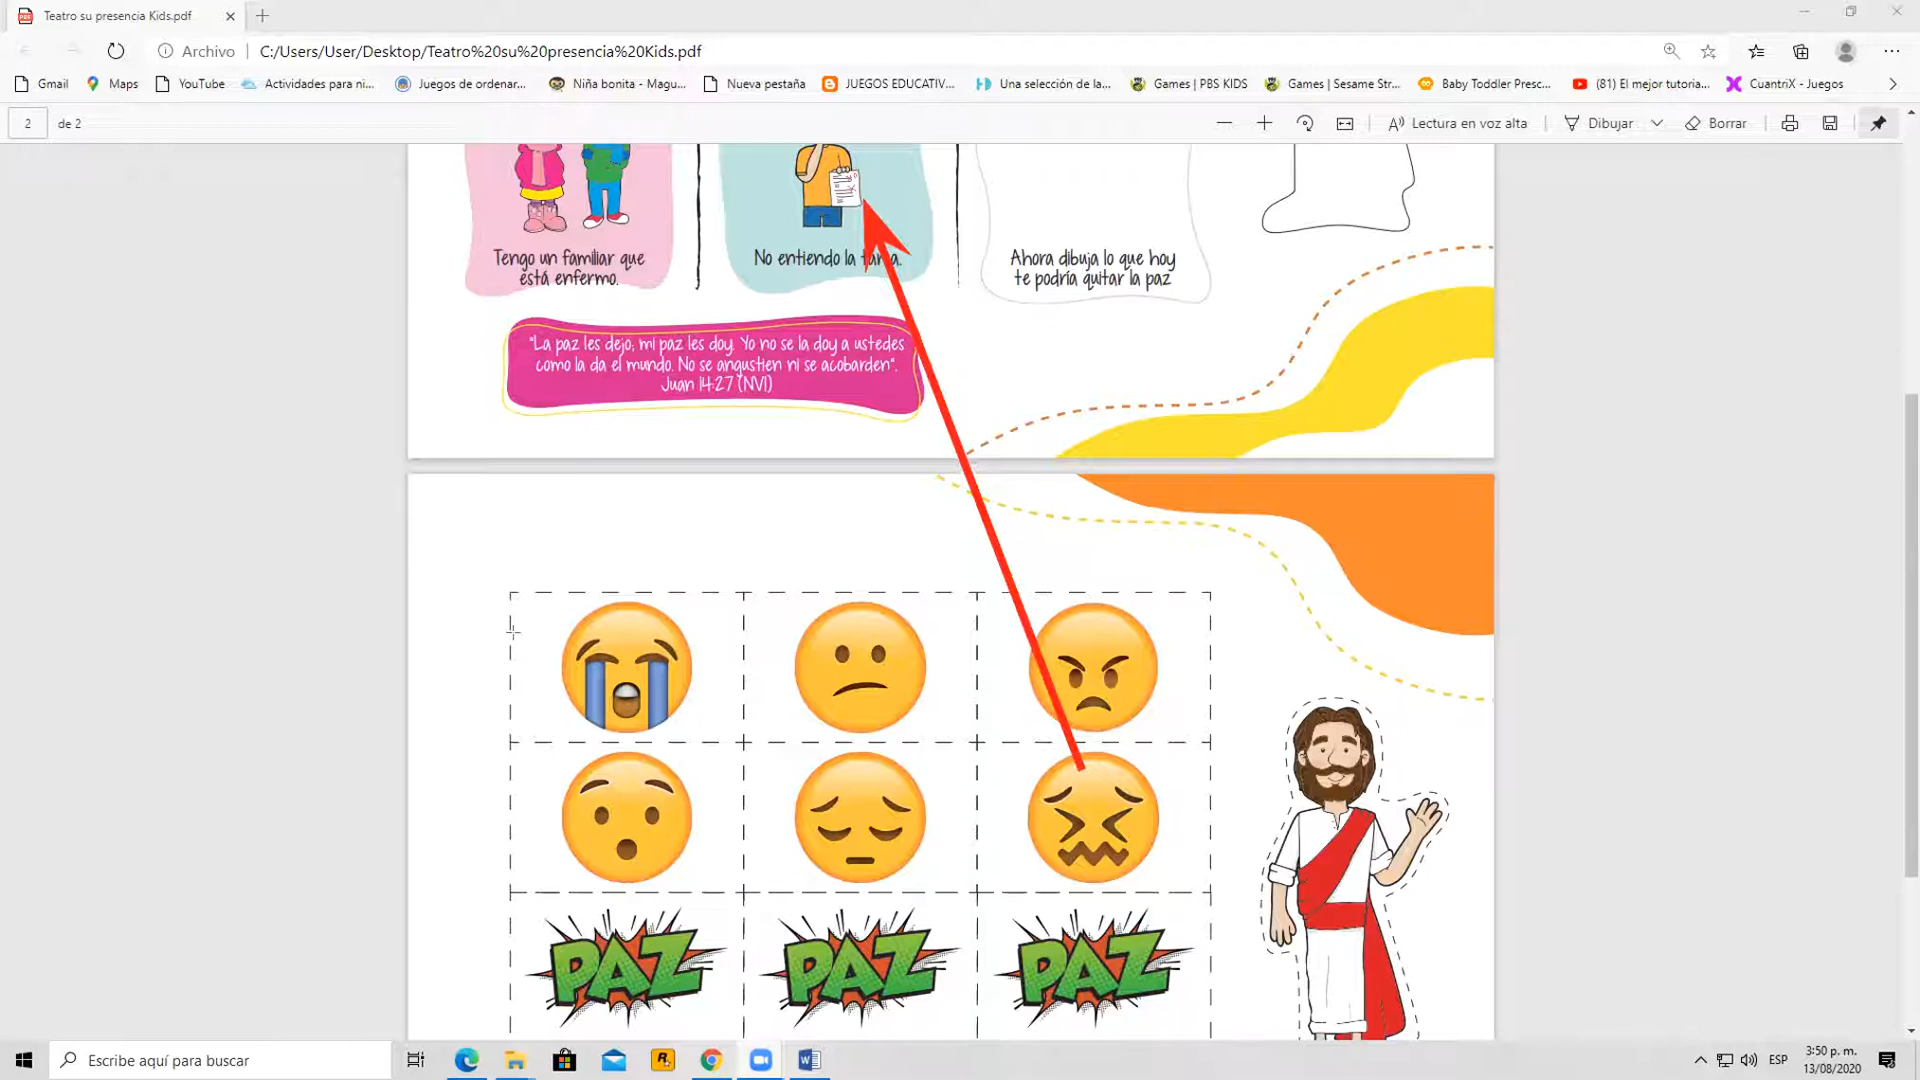 Teatro su presencia Kids.pdf
Archivo
C:/Users/User/Desktop/Teatro%20su%20presencia%20Kids.pdf
Gmail
Maps
YouTube
Actividades para ni...
Juegos de ordenar...
Niña bonita - Magu...
Nueva pestaña
JUEGOS EDUCATIV...
Una selección de la...
Games | PBS KIDS
Games | Sesame Str...
Baby Toddler Presc...
(81) El mejor tutoria...
CuantriX - Juegos
2
de 2
Lectura en voz alta
Dibujar
Borrar
Tengo un familiar que
está enfermo.
No entiendo la tarea.
Ahora dibuja lo que hoy
te podría quitar la paz
"La paz les dejo; mi paz les doy. Yo no se la doy a ustedes
como la da el mundo. No se angustien ni se acobarden".
Juan 14:27 (NVI)
PAZ
PAZ
PAZ
Escribe aquí para buscar
ESP
3:50 p. m.
13/08/2020